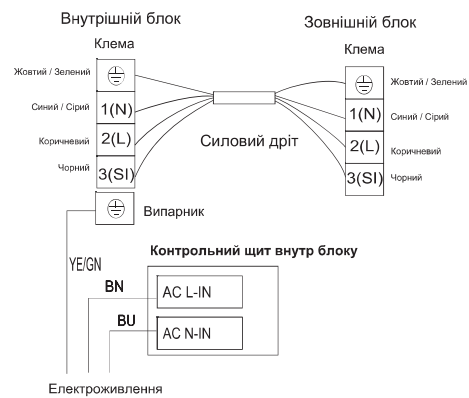 Внутрішній блок
Зовнішній блок
Клема
Клема
Жовтий / Зелений
Жовтий / Зелений
Синий / Сірий
1(N)
1(N)
Синий / Сірий
Коричневий
2(L)
Силовий дріт
2(L)
Коричневий
Чорний
3(SI)
3(SI)
Чорний
Випарник
YE/GN
Контрольний щит внутр блоку
BN
AC L-IN
BU
AC N-IN
Електроживлення